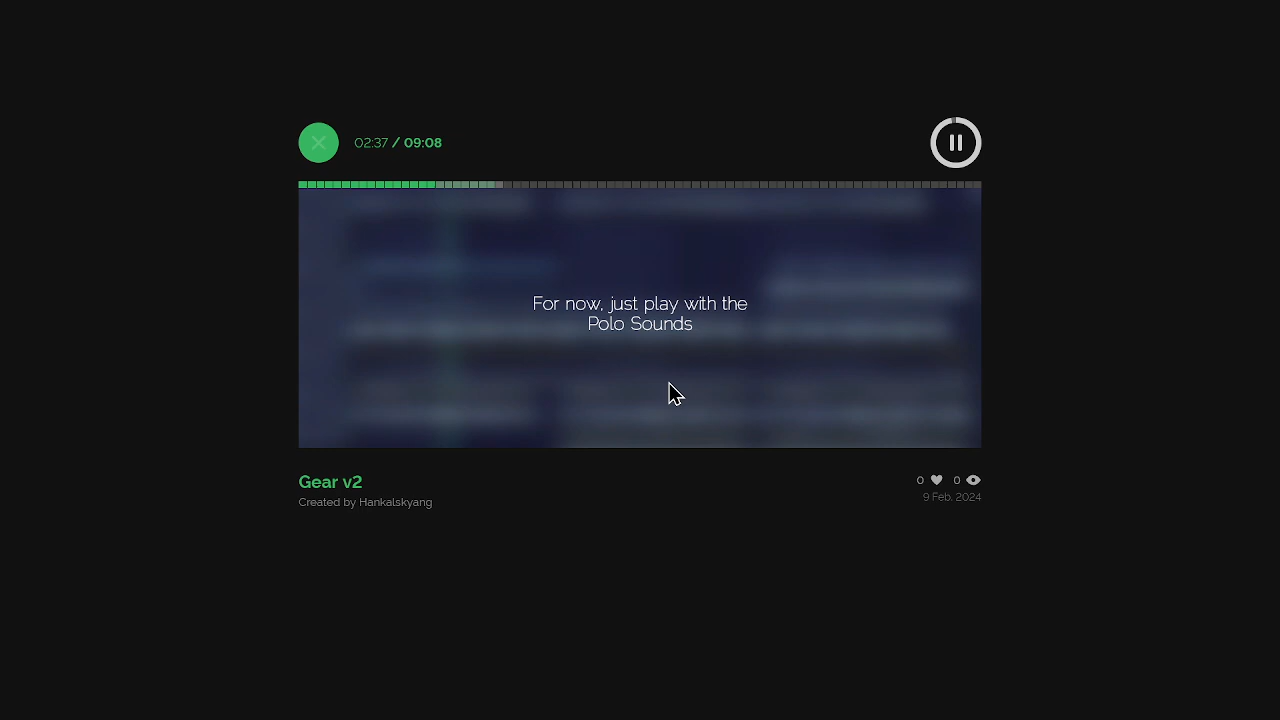 02:37 / 09:08
For now, just play with the
Polo Sounds
Gear v2
Created by Hankalskyang
0 0
9 Feb. 2024